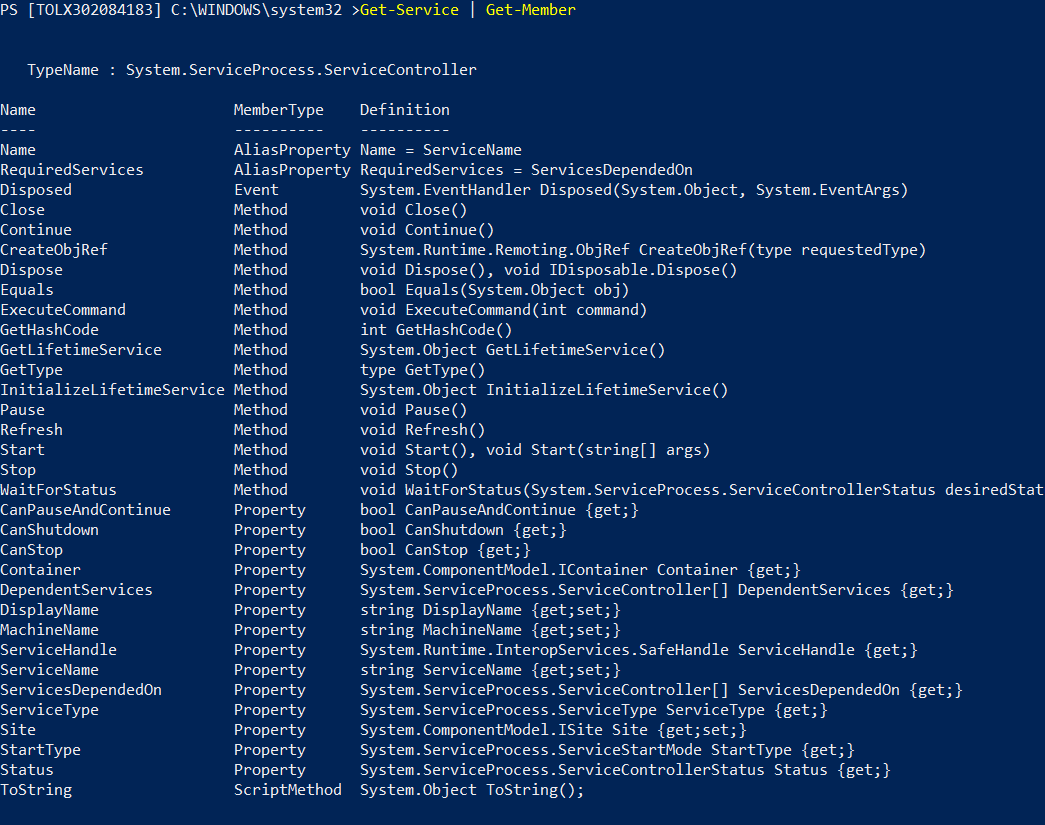 PS [TOLX302084183] C:\WINDOWS\system32 >Get-Service | Get-Member
TypeName : System.ServiceProcess.ServiceController
Name MemberType Definition
---- ---------- ----------
Name AliasProperty Name = ServiceName
RequiredServices AliasProperty RequiredServices = ServicesDependedOn
Disposed Event System.EventHandler Disposed(System.Object, System.EventArgs)
Close Method void Close()
Continue Method void Continue()
CreateObjRef Method System.Runtime.Remoting.ObjRef CreateObjRef(type requestedType)
Dispose Method void Dispose(), void IDisposable.Dispose()
Equals Method bool Equals(System.Object obj)
ExecuteCommand Method void ExecuteCommand(int command)
GetHashCode Method int GetHashCode()
GetLifetimeService Method System.Object GetLifetimeService()
GetType Method type GetType()
InitializeLifetimeService Method System.Object InitializeLifetimeService()
Pause Method void Pause()
Refresh Method void Refresh()
Start Method void Start(), void Start(string[] args)
Stop Method void Stop()
WaitForStatus Method void WaitForStatus(System.ServiceProcess.ServiceControllerStatus desiredStat
CanPauseAndContinue Property bool CanPauseAndContinue {get;}
CanShutdown Property bool CanShutdown {get;}
CanStop Property bool CanStop {get;}
Container Property System.ComponentModel.IContainer Container {get;}
DependentServices Property System.ServiceProcess.ServiceController[] DependentServices {get;}
DisplayName Property string DisplayName {get;set;}
MachineName Property string MachineName {get;set;}
ServiceHandle Property System.Runtime.InteropServices.SafeHandle ServiceHandle {get;}
ServiceName Property string ServiceName {get;set;}
ServicesDependedOn Property System.ServiceProcess.ServiceController[] ServicesDependedOn {get;}
ServiceType Property System.ServiceProcess.ServiceType ServiceType {get;}
Site Property System.ComponentModel.ISite Site {get;set;}
StartType Property System.ServiceProcess.ServiceStartMode StartType {get;}
Status Property System.ServiceProcess.ServiceControllerStatus Status {get;}
ToString ScriptMethod System.Object ToString();